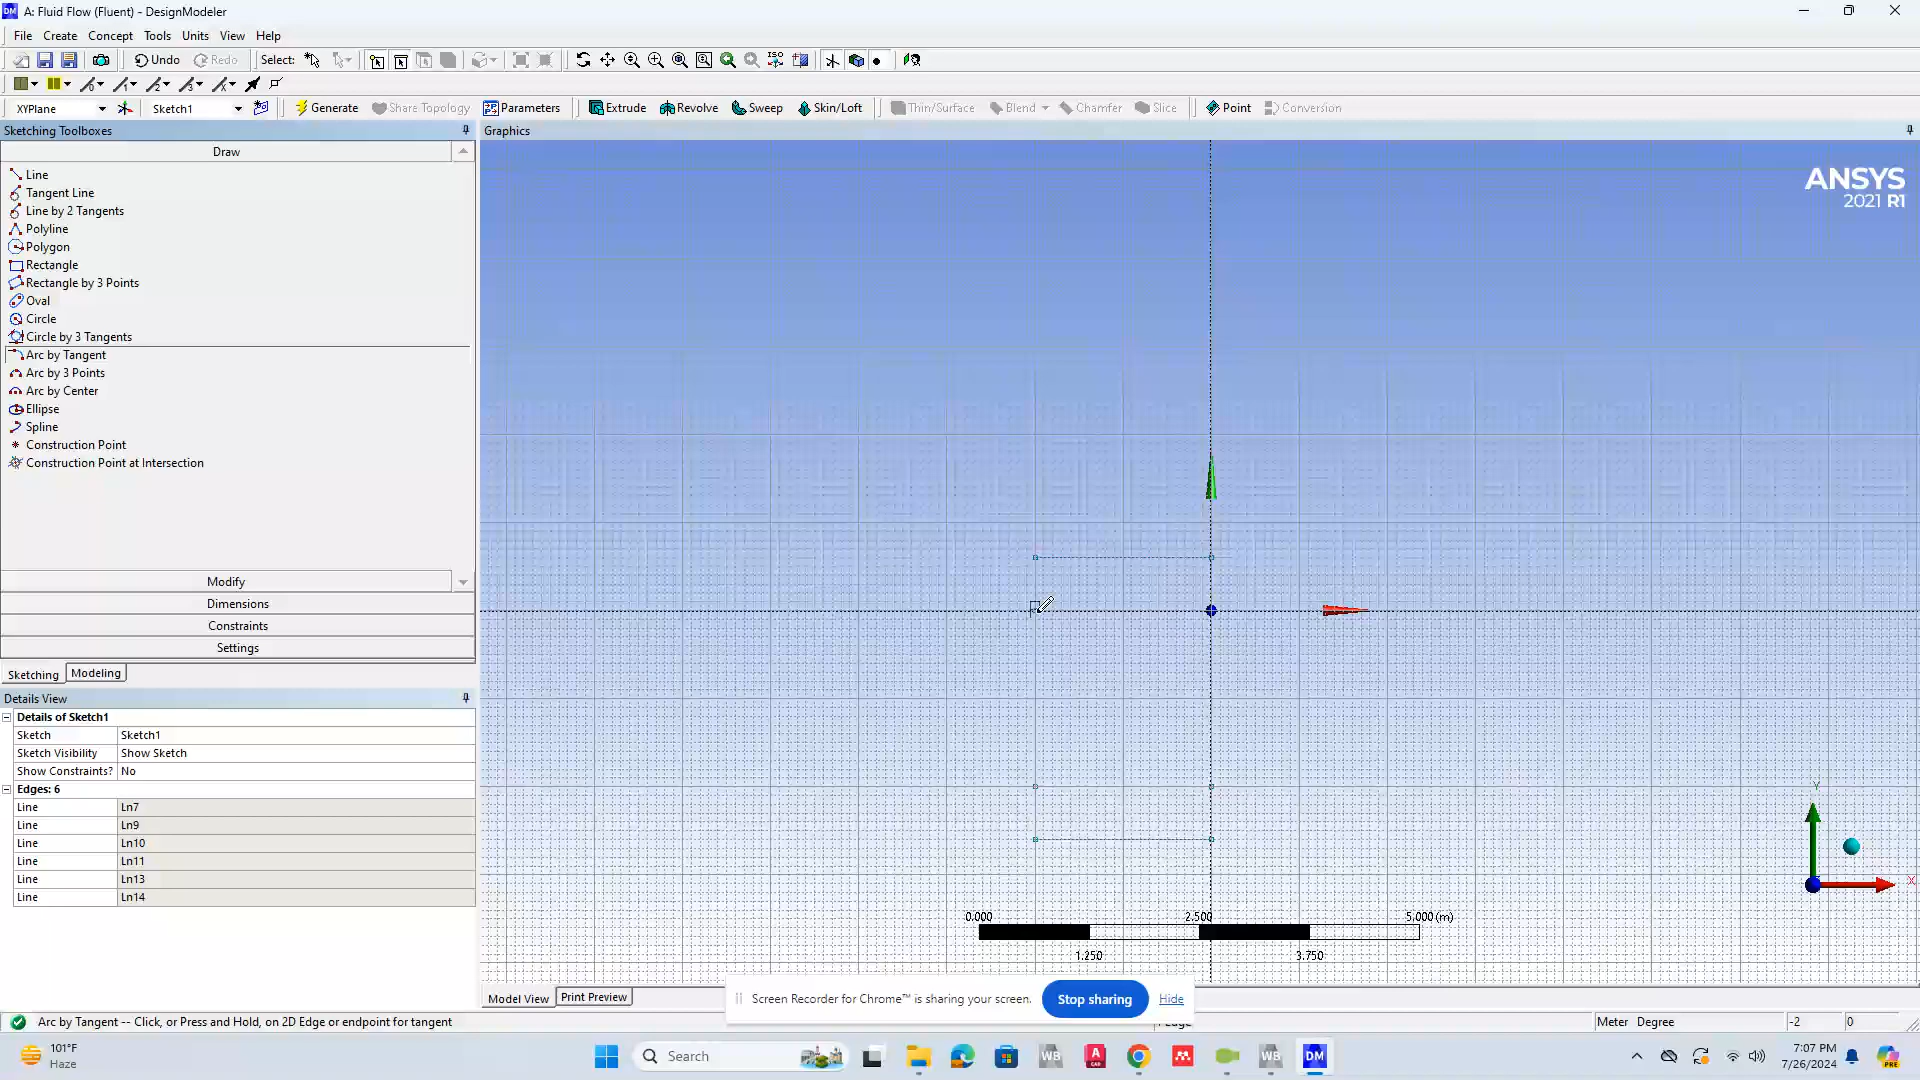 A: Fluid Flow (Fluent) - DesignModeler
File Create Concept Tools Units View Help
Undo Redo Select:
XYPlane Sketch1 Generate Share Topology Parameters Extrude Revolve Sweep Skin/Loft Thin/Surface Blend Chamfer Slice Point Conversion
Sketching Toolboxes
Graphics
Draw
Line
Tangent Line
Line by 2 Tangents
Polyline
Polygon
Rectangle
Rectangle by 3 Points
Oval
Circle
Circle by 3 Tangents
Arc by Tangent
Arc by 3 Points
Arc by Center
Ellipse
Spline
Construction Point
Construction Point at Intersection
Modify
Dimensions
Constraints
Settings
Sketching Modeling
Details View
Details of Sketch1
Sketch Sketch1
Sketch Visibility Show Sketch
Show Constraints? No
Edges: 6
Line Ln7
Line Ln9
Line Ln10
Line Ln11
Line Ln13
Line Ln14
ANSYS
2021 R1
Y
X
0.000 2.500 5.000 (m)
1.250 3.750
Model View Print Preview
Screen Recorder for Chrome™ is sharing your screen. Stop sharing Hide
Arc by Tangent -- Click, or Press and Hold, on 2D Edge or endpoint for tangent
Meter Degree -2 0
101°F
Haze
Search
WB
WB
DM
7:07 PM
7/26/2024